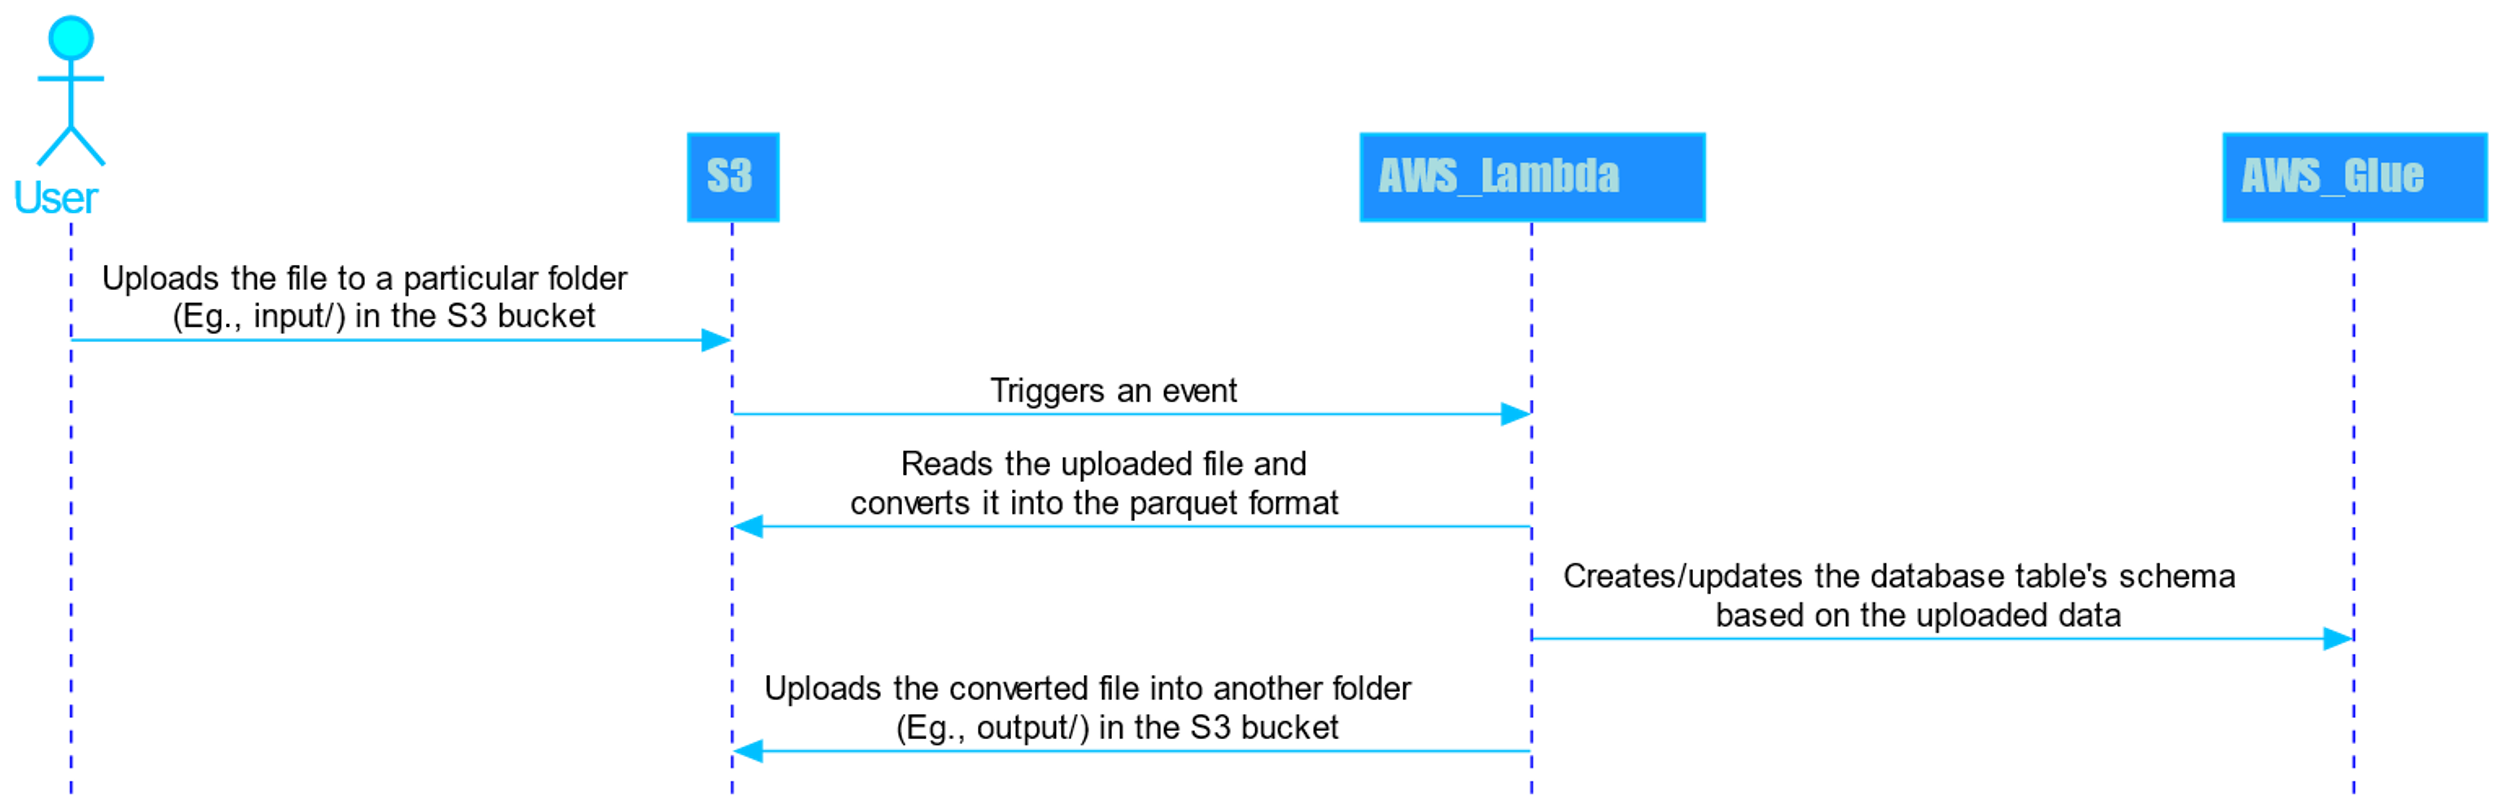 User
S3
AWS_Lambda
AWS_Glue
Uploads the file to a particular folder
(Eg., input/) in the S3 bucket
Triggers an event
Reads the uploaded file and
converts it into the parquet format
Creates/updates the database table's schema
based on the uploaded data
Uploads the converted file into another folder
(Eg., output/) in the S3 bucket